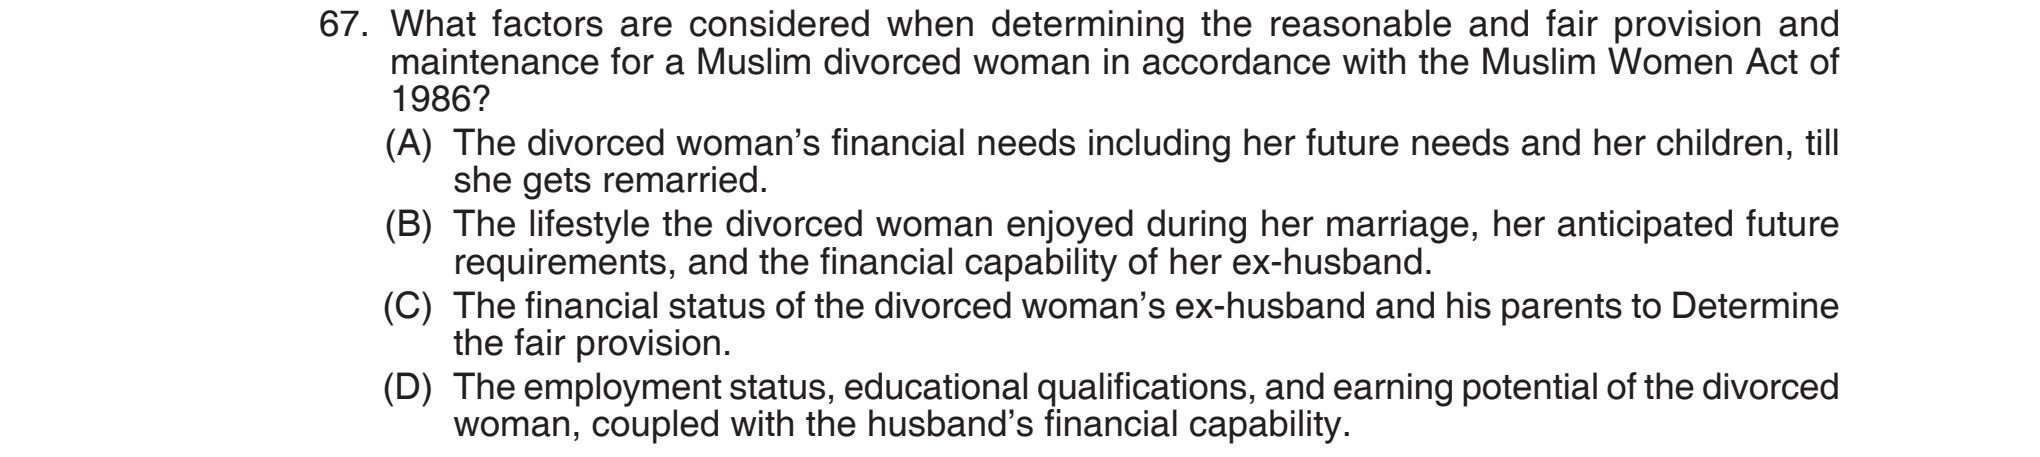 67. What factors are considered when determining the reasonable and fair provision and
maintenance for a Muslim divorced woman in accordance with the Muslim Women Act of
1986?
(A) The divorced woman’s financial needs including her future needs and her children, till
she gets remarried.
(B) The lifestyle the divorced woman enjoyed during her marriage, her anticipated future
requirements, and the financial capability of her ex-husband.
(C) The financial status of the divorced woman’s ex-husband and his parents to Determine
the fair provision.
(D) The employment status, educational qualifications, and earning potential of the divorced
woman, coupled with the husband’s financial capability.